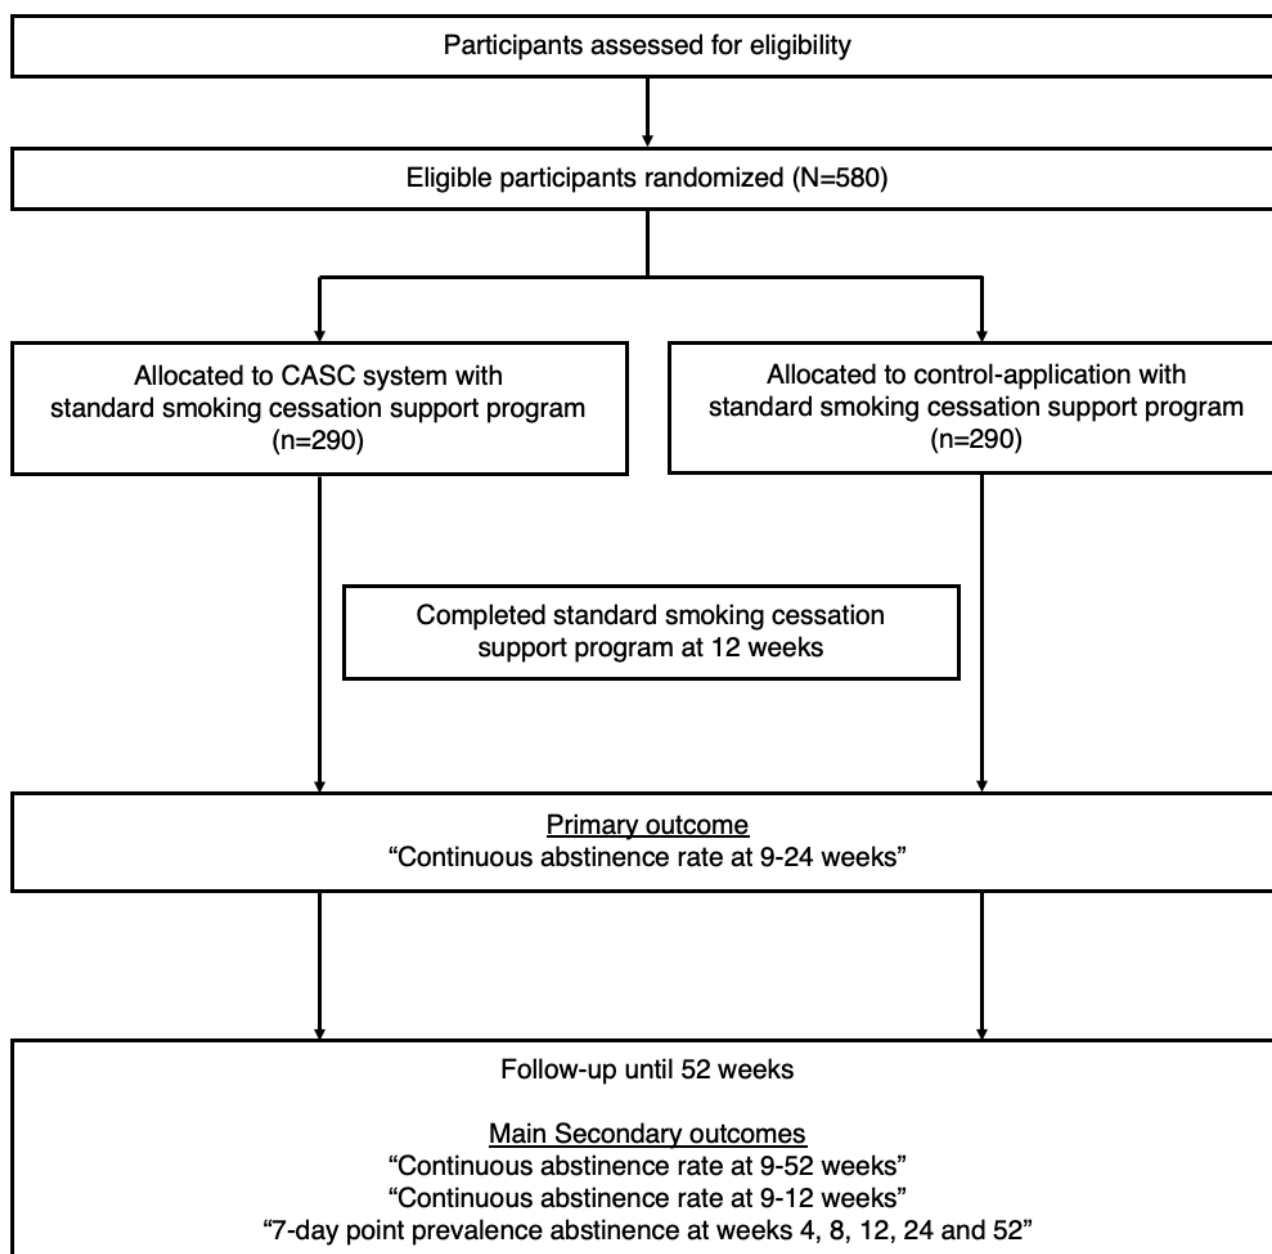 Participants assessed for eligibility
Eligible participants randomized (N=580)
Allocated to CASC system with
standard smoking cessation support program
(n=290)
Allocated to control-application with
standard smoking cessation support program
(n=290)
Completed standard smoking cessation
support program at 12 weeks
Primary outcome
“Continuous abstinence rate at 9-24 weeks”
Follow-up until 52 weeks
Main Secondary outcomes
“Continuous abstinence rate at 9-52 weeks”
“Continuous abstinence rate at 9-12 weeks”
“7-day point prevalence abstinence at weeks 4, 8, 12, 24 and 52”